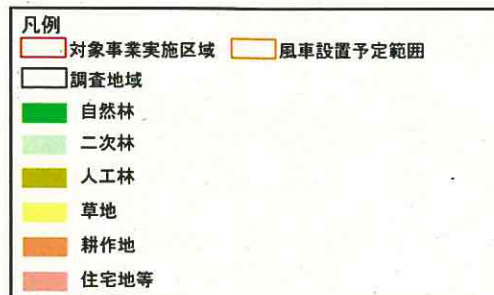 凡例
対象事業実施区域 風車設置予定範囲
調査地域
自然林
二次林
人工林
草地
耕作地
住宅地等